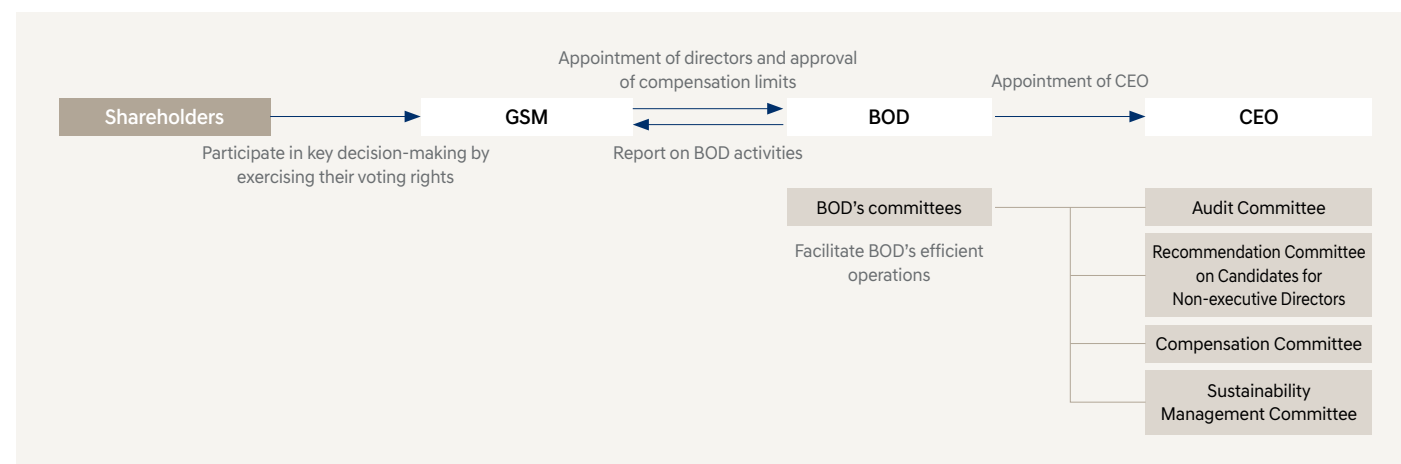 Appointment of directors and approval
of compensation limits
Appointment of CEO
Shareholders
GSM
BOD
CEO
Participate in key decision-making by
exercising their voting rights
Report on BOD activities
BOD's committees
Facilitate BOD's efficient
operations
Audit Committee
Recommendation Committee
on Candidates for
Non-executive Directors
Compensation Committee
Sustainability
Management Committee